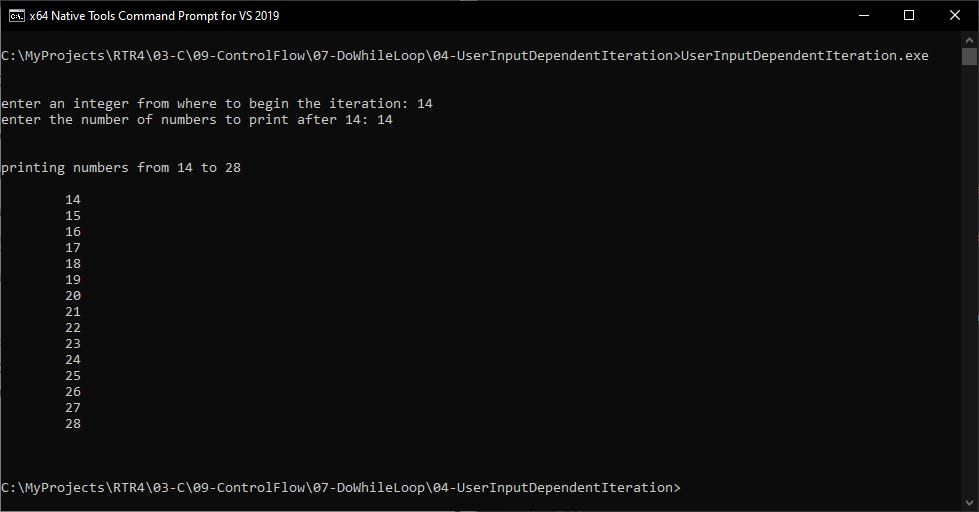 x64 Native Tools Command Prompt for VS 2019
C:\MyProjects\RTR4\03-C\09-ControlFlow\07-DoWhileLoop\04-UserInputDependentIteration>UserInputDependentIteration.exe
enter an integer from where to begin the iteration: 14
enter the number of numbers to print after 14: 14
printing numbers from 14 to 28
14
15
16
17
18
19
20
21
22
23
24
25
26
27
28
C:\MyProjects\RTR4\03-C\09-ControlFlow\07-DoWhileLoop\04-UserInputDependentIteration>